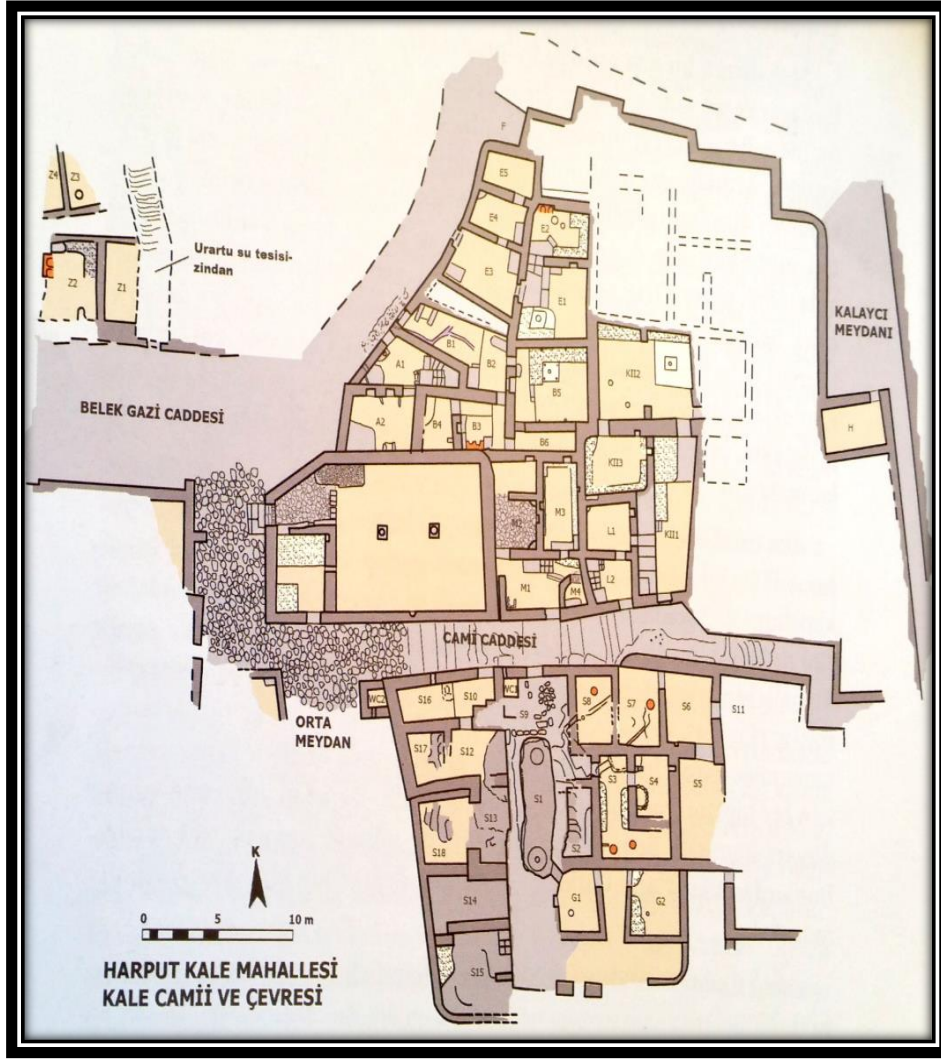 F
E5
Z4 Z3
E4
E2
Urartu su tesisi-
zindan
E3
Z2
Z1
E1
KALAYCI
MEYDANI
B1
B2
A1
KII2
B5
BELEK GAZİ CADDESİ
A2
B4
B3
H
B6
KII3
M3
M2
L1
KII1
M1
M4
L2
CAMİ CADDESİ
WC2
S16
S10
WC1
S9
S8
S7
S6
S11
ORTA
MEYDAN
S17
S12
S3
S4
S5
S1
S13
S2
S18
K
S14
G1
G2
0 5 10 m
S15
HARPUT KALE MAHALLESİ
KALE CAMİİ VE ÇEVRESİ